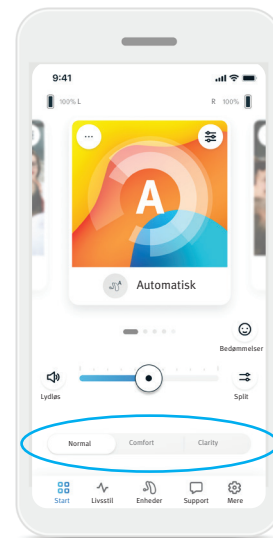 9:41
100% L
R 100%
A
Automatisk
Bedømmelser
Lydløs
Split
Normal
Comfort
Clarity
Start
Livsstil
Enheder
Support
Mere